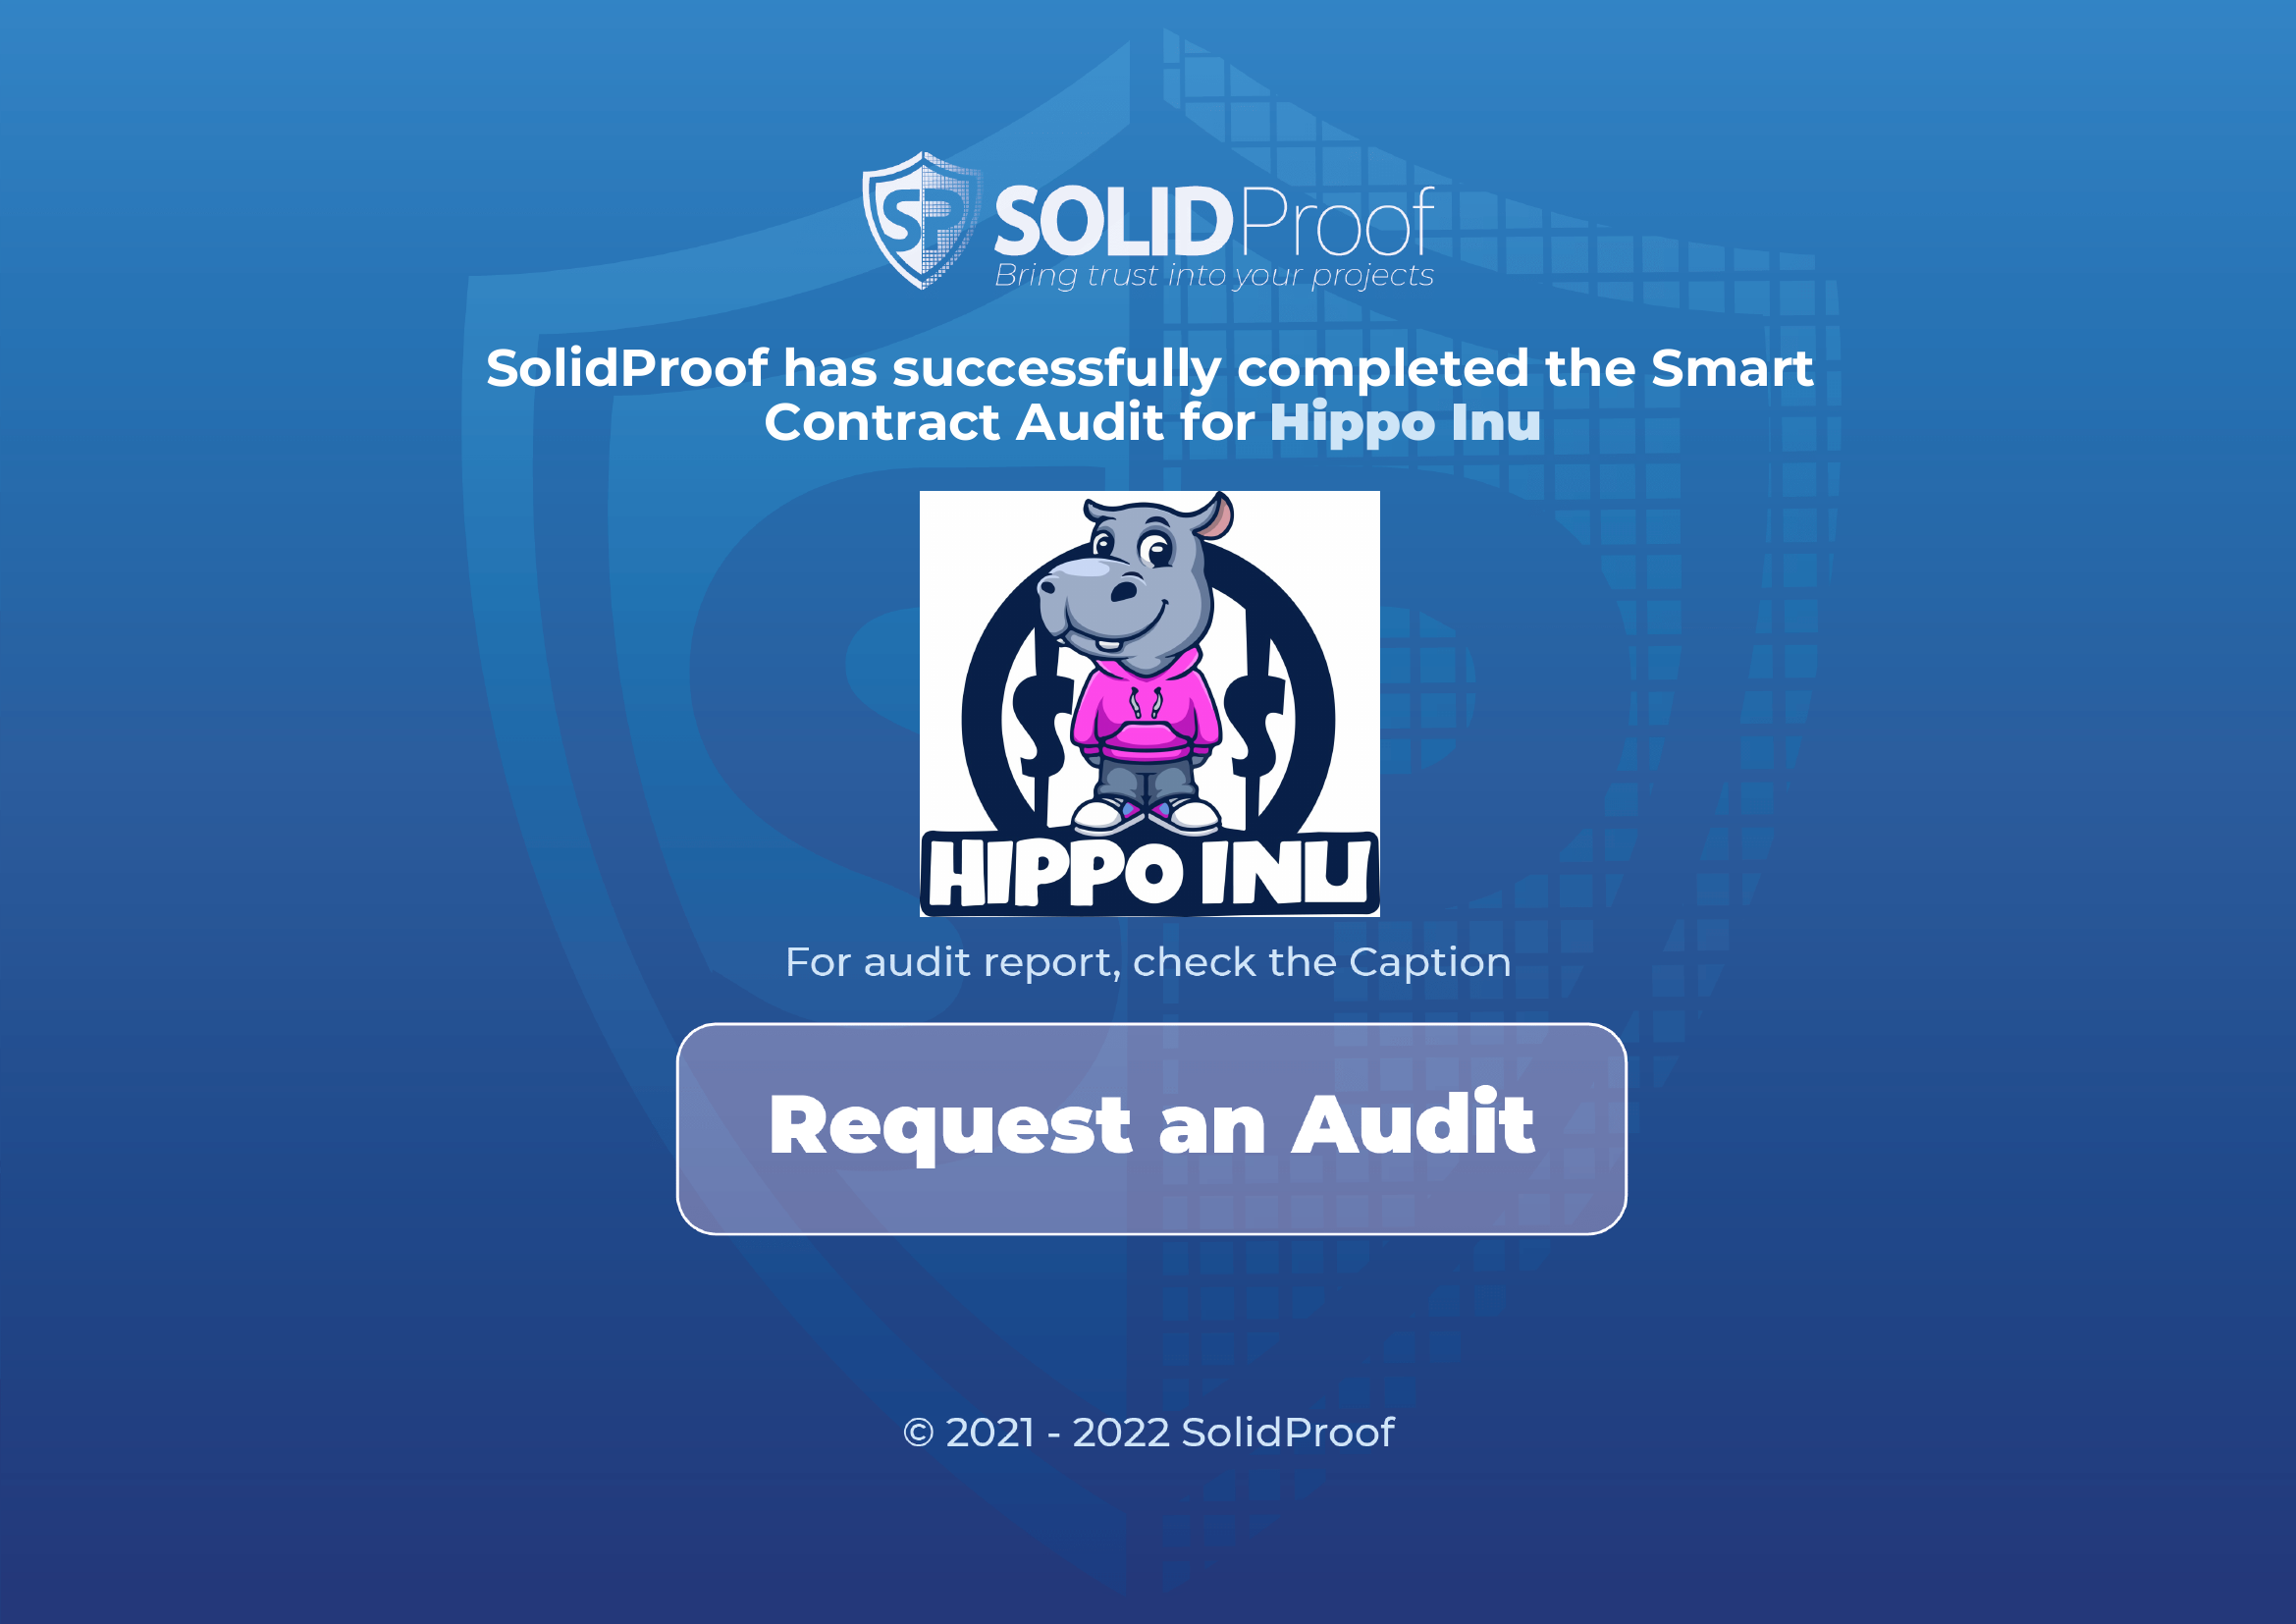 SP SOLIDProof
Bring trust into your projects
SolidProof has successfully completed the Smart
Contract Audit for Hippo Inu
$ $
HIPPO INU
For audit report, check the Caption
Request an Audit
© 2021 - 2022 SolidProof